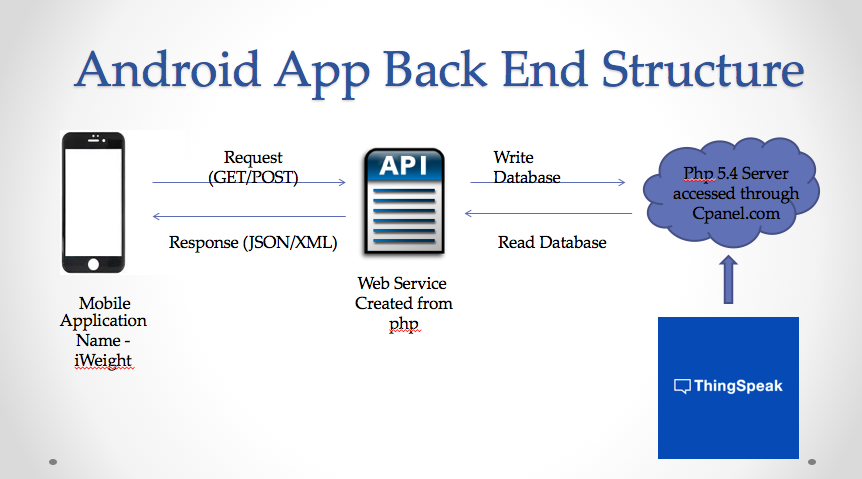 Android App Back End Structure
Request
(GET/POST)
Response (JSON/XML)
API
Write
Database
Read Database
Php 5.4 Server
accessed through
Cpanel.com
Mobile
Application
Name -
iWeight
Web Service
Created from
php
ThingSpeak